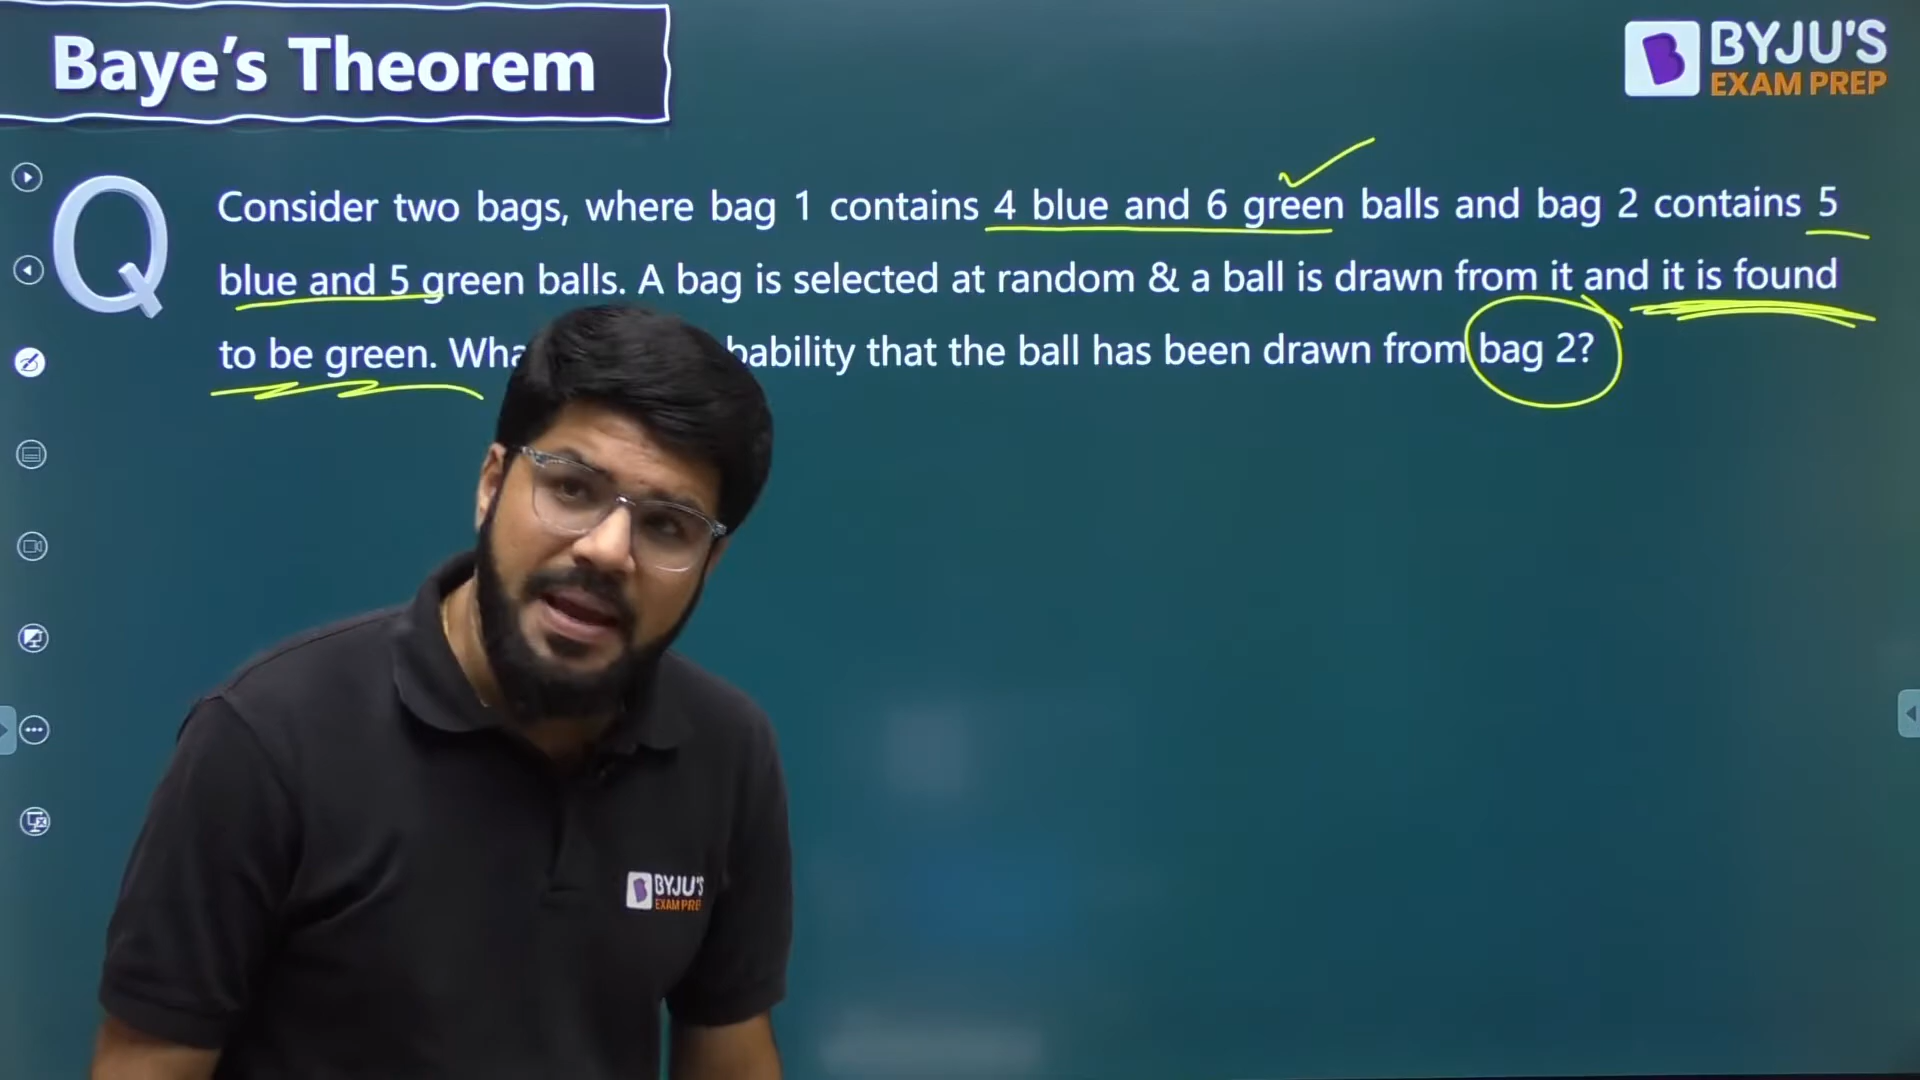 Baye's Theorem
BYJU'S
EXAM PREP
Q
Consider two bags, where bag 1 contains 4 blue and 6 green balls and bag 2 contains 5
blue and 5 green balls. A bag is selected at random & a ball is drawn from it and it is found
to be green. that the ball has been drawn from bag 2?
BYJU'S
EXAM PREP